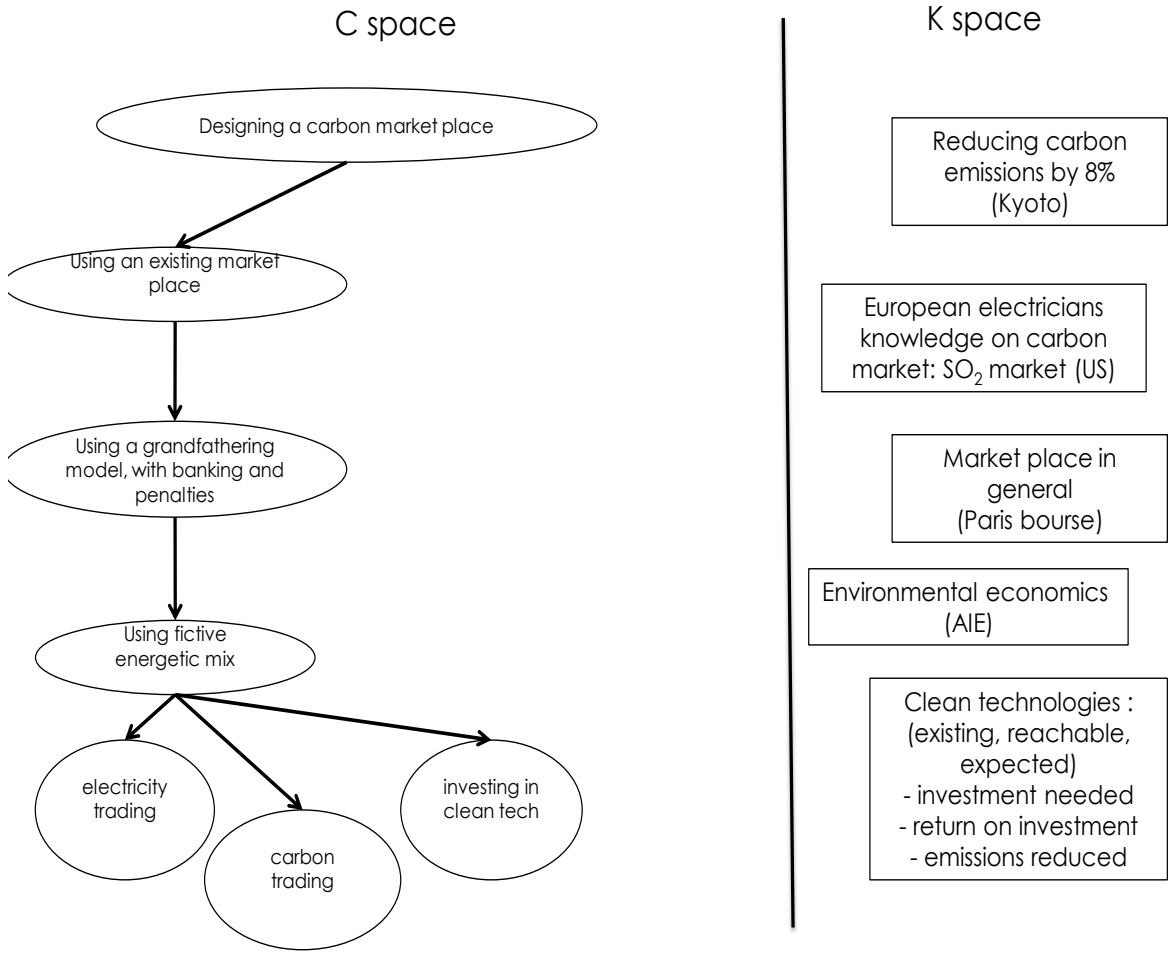 C space
K space
Designing a carbon market place
Using an existing market
place
Using a grandfathering
model, with banking and
penalties
Using fictive
energetic mix
electricity
trading
carbon
trading
investing in
clean tech
Reducing carbon
emissions by 8%
(Kyoto)
European electricians
knowledge on carbon
market: SO₂ market (US)
Market place in
general
(Paris bourse)
Environmental economics
(AIE)
Clean technologies :
(existing, reachable,
expected)
- investment needed
- return on investment
- emissions reduced